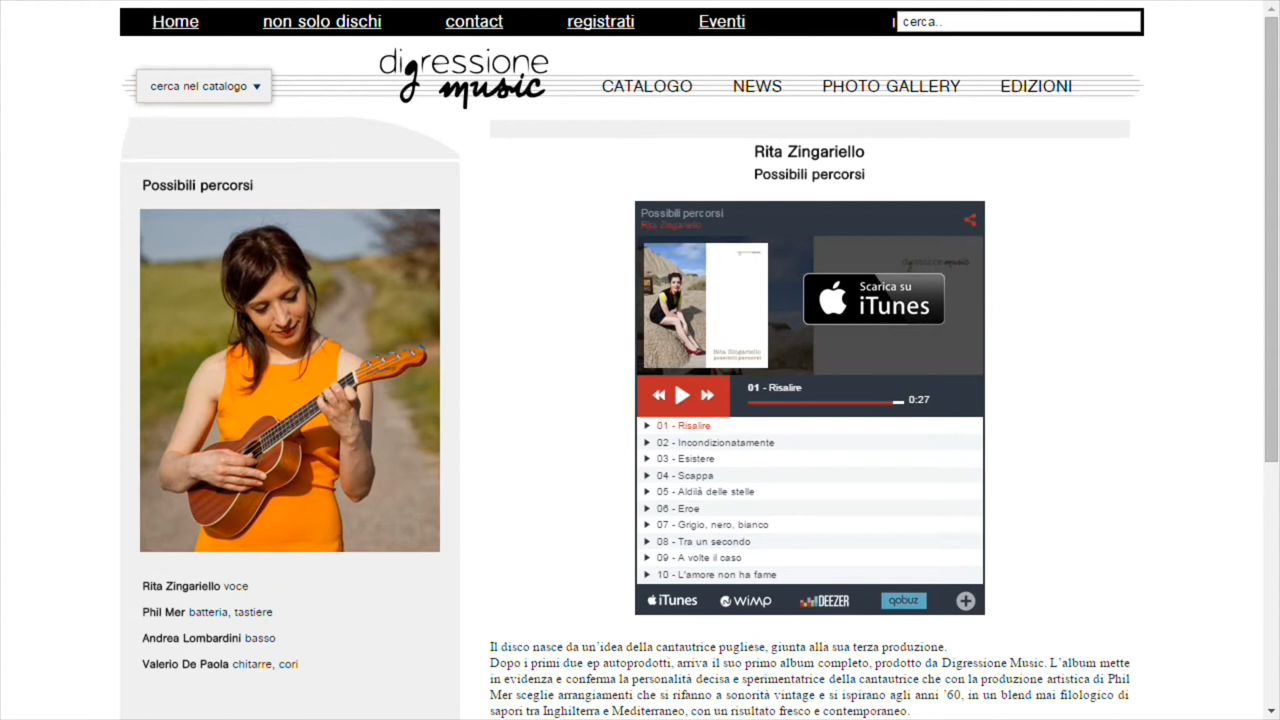 Home non solo dischi contact registrati Eventi cerca..
cerca nel catalogo
digressione
music
CATALOGO NEWS PHOTO GALLERY EDIZIONI
Possibili percorsi
Rita Zingariello voce
Phil Mer batteria, tastiere
Andrea Lombardini basso
Valerio De Paola chitarre, cori
Rita Zingariello
Possibili percorsi
Possibili percorsi
Rita Zingariello
digressione music
Rita Zingariello
possibili percorsi
Scarica su
iTunes
01 - Risalire
0:27
01 - Risalire
02 - Incondizionatamente
03 - Esistere
04 - Scappa
05 - Aldilà delle stelle
06 - Eroe
07 - Grigio, nero, bianco
08 - Tra un secondo
09 - A volte il caso
10 - L'amore non ha fame
iTunes WiMP DEEZER qobuz
Il disco nasce da un'idea della cantautrice pugliese, giunta alla sua terza produzione.
Dopo i primi due ep autoprodotti, arriva il suo primo album completo, prodotto da Digressione Music. L'album mette
in evidenza e conferma la personalità decisa e sperimentatrice della cantautrice che con la produzione artistica di Phil
Mer sceglie arrangiamenti che si rifanno a sonorità vintage e si ispirano agli anni '60, in un blend mai filologico di
sapori tra Inghilterra e Mediterraneo, con un risultato fresco e contemporaneo.